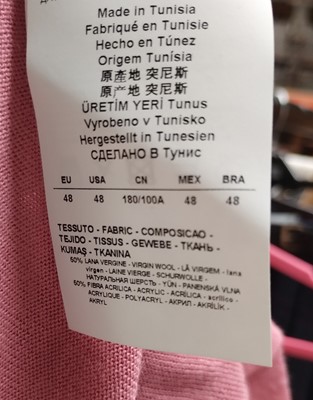 Made in Tunisia
Fabriqué en Tunisie
Hecho en Túnez
Origem Tunísia
原產地 突尼斯
原产地 突尼斯
ÜRETİM YERİ Tunus
Vyrobeno v Tunisko
Hergestellt in Tunesien
СДЕЛАНО В Тунис
EU USA CN MEX BRA
48 48 180/100A 48 48
TESSUTO - FABRIC - COMPOSICAO -
TEJIDO - TISSUS - GEWEBE - ТКАНЬ -
KUMAŞ - TKANINA
50% LANA VERGINE - VIRGIN WOOL - LÃ VIRGEM - lana
virgen - LAINE VIERGE - SCHURWOLLE -
НАТУРАЛЬНАЯ ШЕРСТЬ - YÜN - PANENSKÁ VLNA
50% FIBRA ACRILICA - ACRYLIC - ACRÍLICA - acrílico -
ACRYLIQUE - POLYACRYL - АКРИЛ - AKRİLİK -
AKRYL